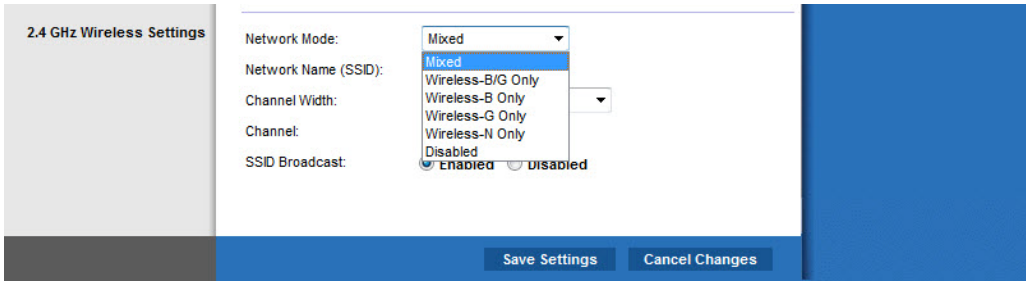 2.4 GHz Wireless Settings
Network Mode: Mixed
Mixed
Network Name (SSID):
Wireless-B/G Only
Channel Width:
Wireless-B Only
Wireless-G Only
Channel:
Wireless-N Only
Disabled
SSID Broadcast: Enabled Disabled
Save Settings Cancel Changes